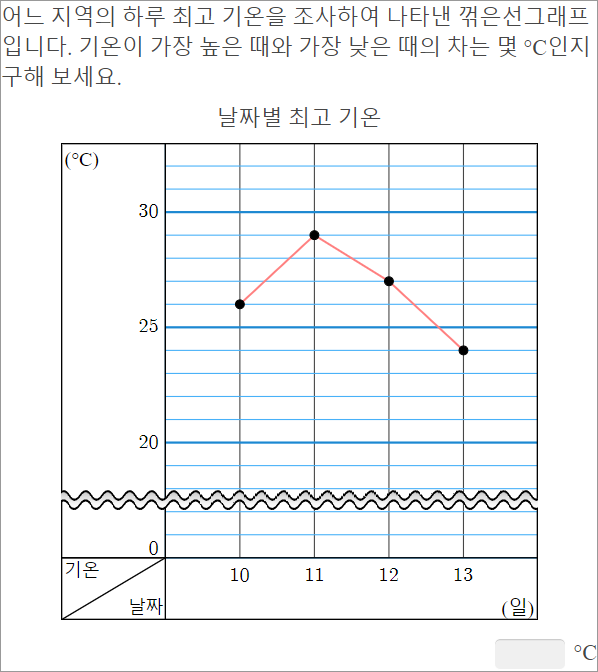 어느 지역의 하루 최고 기온을 조사하여 나타낸 꺾은선그래프
입니다. 기온이 가장 높은 때와 가장 낮은 때의 차는 몇 °C인지
구해 보세요.
날짜별 최고 기온
(°C)
30
25
20
0
기온
날짜
10 11 12 13
(일)
°C